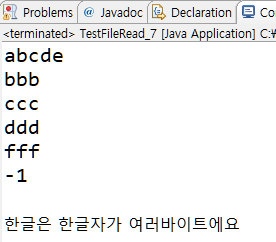 Problems @ Javadoc Declaration Co
<terminated> TestFileRead_7 [Java Application] C:#
abcde
bbb
ccc
ddd
fff
-1
한글은 한글자가 여러바이트에요